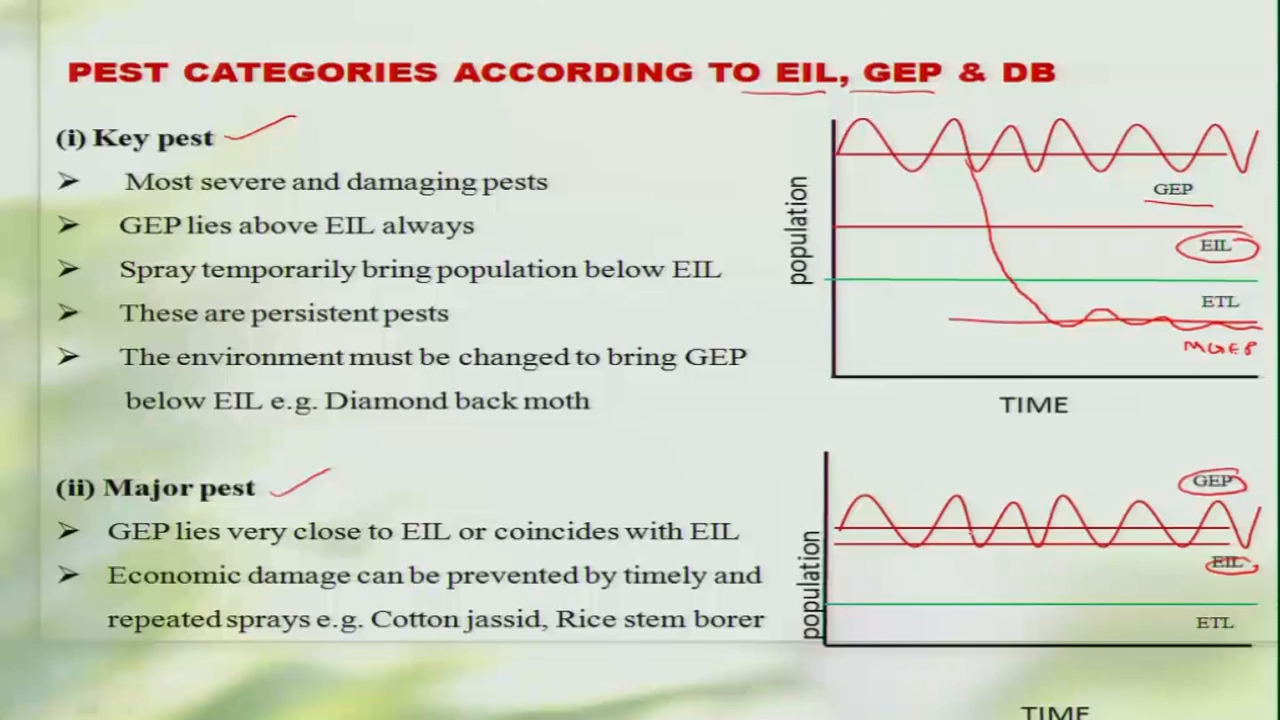 PEST CATEGORIES ACCORDING TO EIL, GEP & DB
(i) Key pest
Most severe and damaging pests
GEP lies above EIL always
Spray temporarily bring population below EIL
These are persistent pests
The environment must be changed to bring GEP
below EIL e.g. Diamond back moth
population
GEP
EIL
ETL
MGEP
TIME
(ii) Major pest
GEP lies very close to EIL or coincides with EIL
Economic damage can be prevented by timely and
repeated sprays e.g. Cotton jassid, Rice stem borer
population
GEP
EIL
ETL
TIME